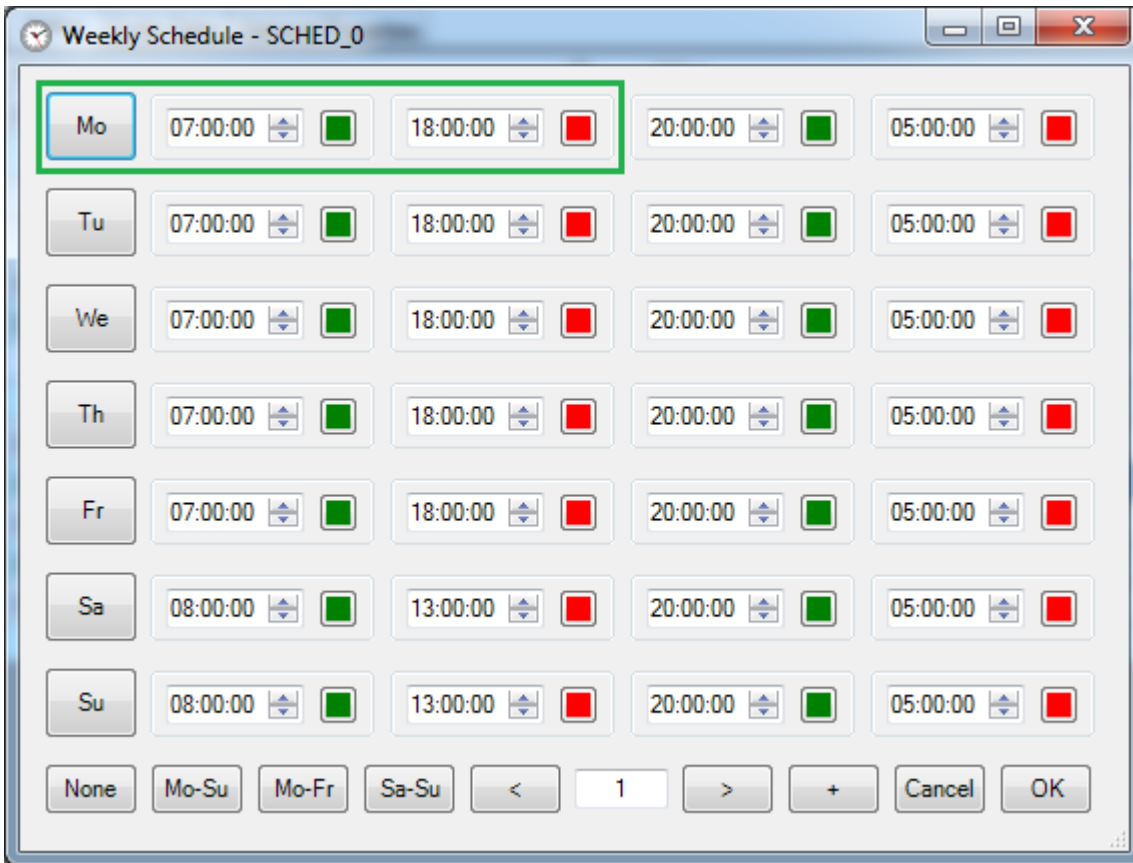 Weekly Schedule - SCHED_0
Mo 07:00:00 18:00:00 20:00:00 05:00:00
Tu 07:00:00 18:00:00 20:00:00 05:00:00
We 07:00:00 18:00:00 20:00:00 05:00:00
Th 07:00:00 18:00:00 20:00:00 05:00:00
Fr 07:00:00 18:00:00 20:00:00 05:00:00
Sa 08:00:00 13:00:00 20:00:00 05:00:00
Su 08:00:00 13:00:00 20:00:00 05:00:00
None Mo-Su Mo-Fr Sa-Su < 1 > + Cancel OK